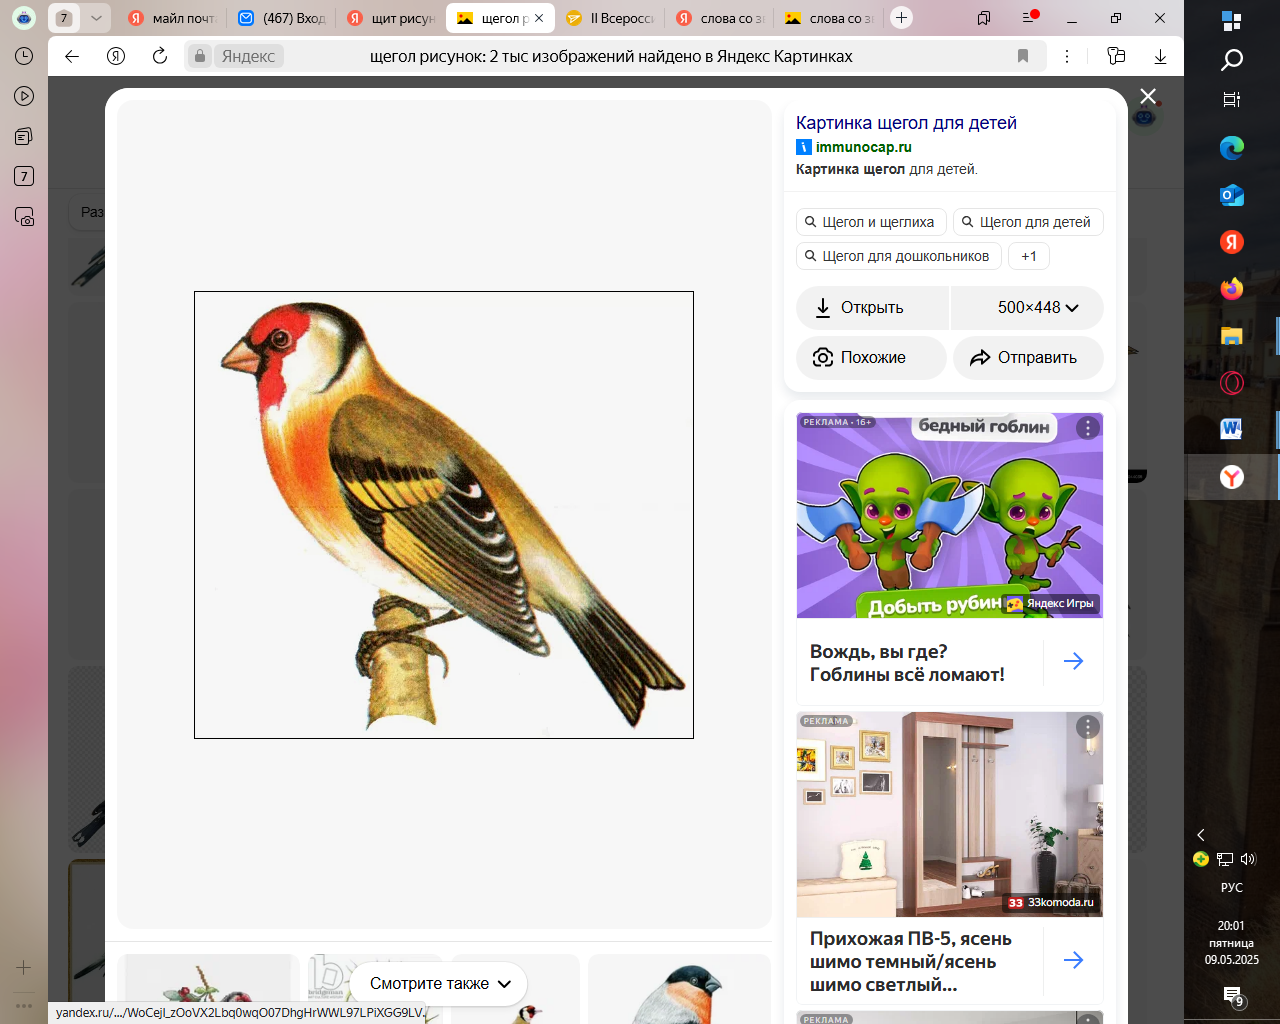 7
майл почт
(467) Вход
щит рисун
щегол р
II Всеросс
слова со з
слова со з
Яндекс
щегол рисунок: 2 тыс изображений найдено в Яндекс Картинках
7
Раз
Картинка щегол для детей
immunocap.ru
Картинка щегол для детей.
Щегол и щеглиха
Щегол для детей
Щегол для дошкольников
+1
Открыть
500×448
Похожие
Отправить
РЕКЛАМА • 16+
бедный гоблин
Добыть рубин
Яндекс Игры
Вождь, вы где?
Гоблины всё ломают!
РЕКЛАМА
33 33komoda.ru
Прихожая ПВ-5, ясень
шимо темный/ясень
шимо светлый...
РЕКЛАМА
Смотрите также
yandex.ru/.../WoCejI_zOoVX2Lbq0wqO07DhgHrWWL97LPiXGG9LV...
РУС
20:01
пятница
09.05.2025
9